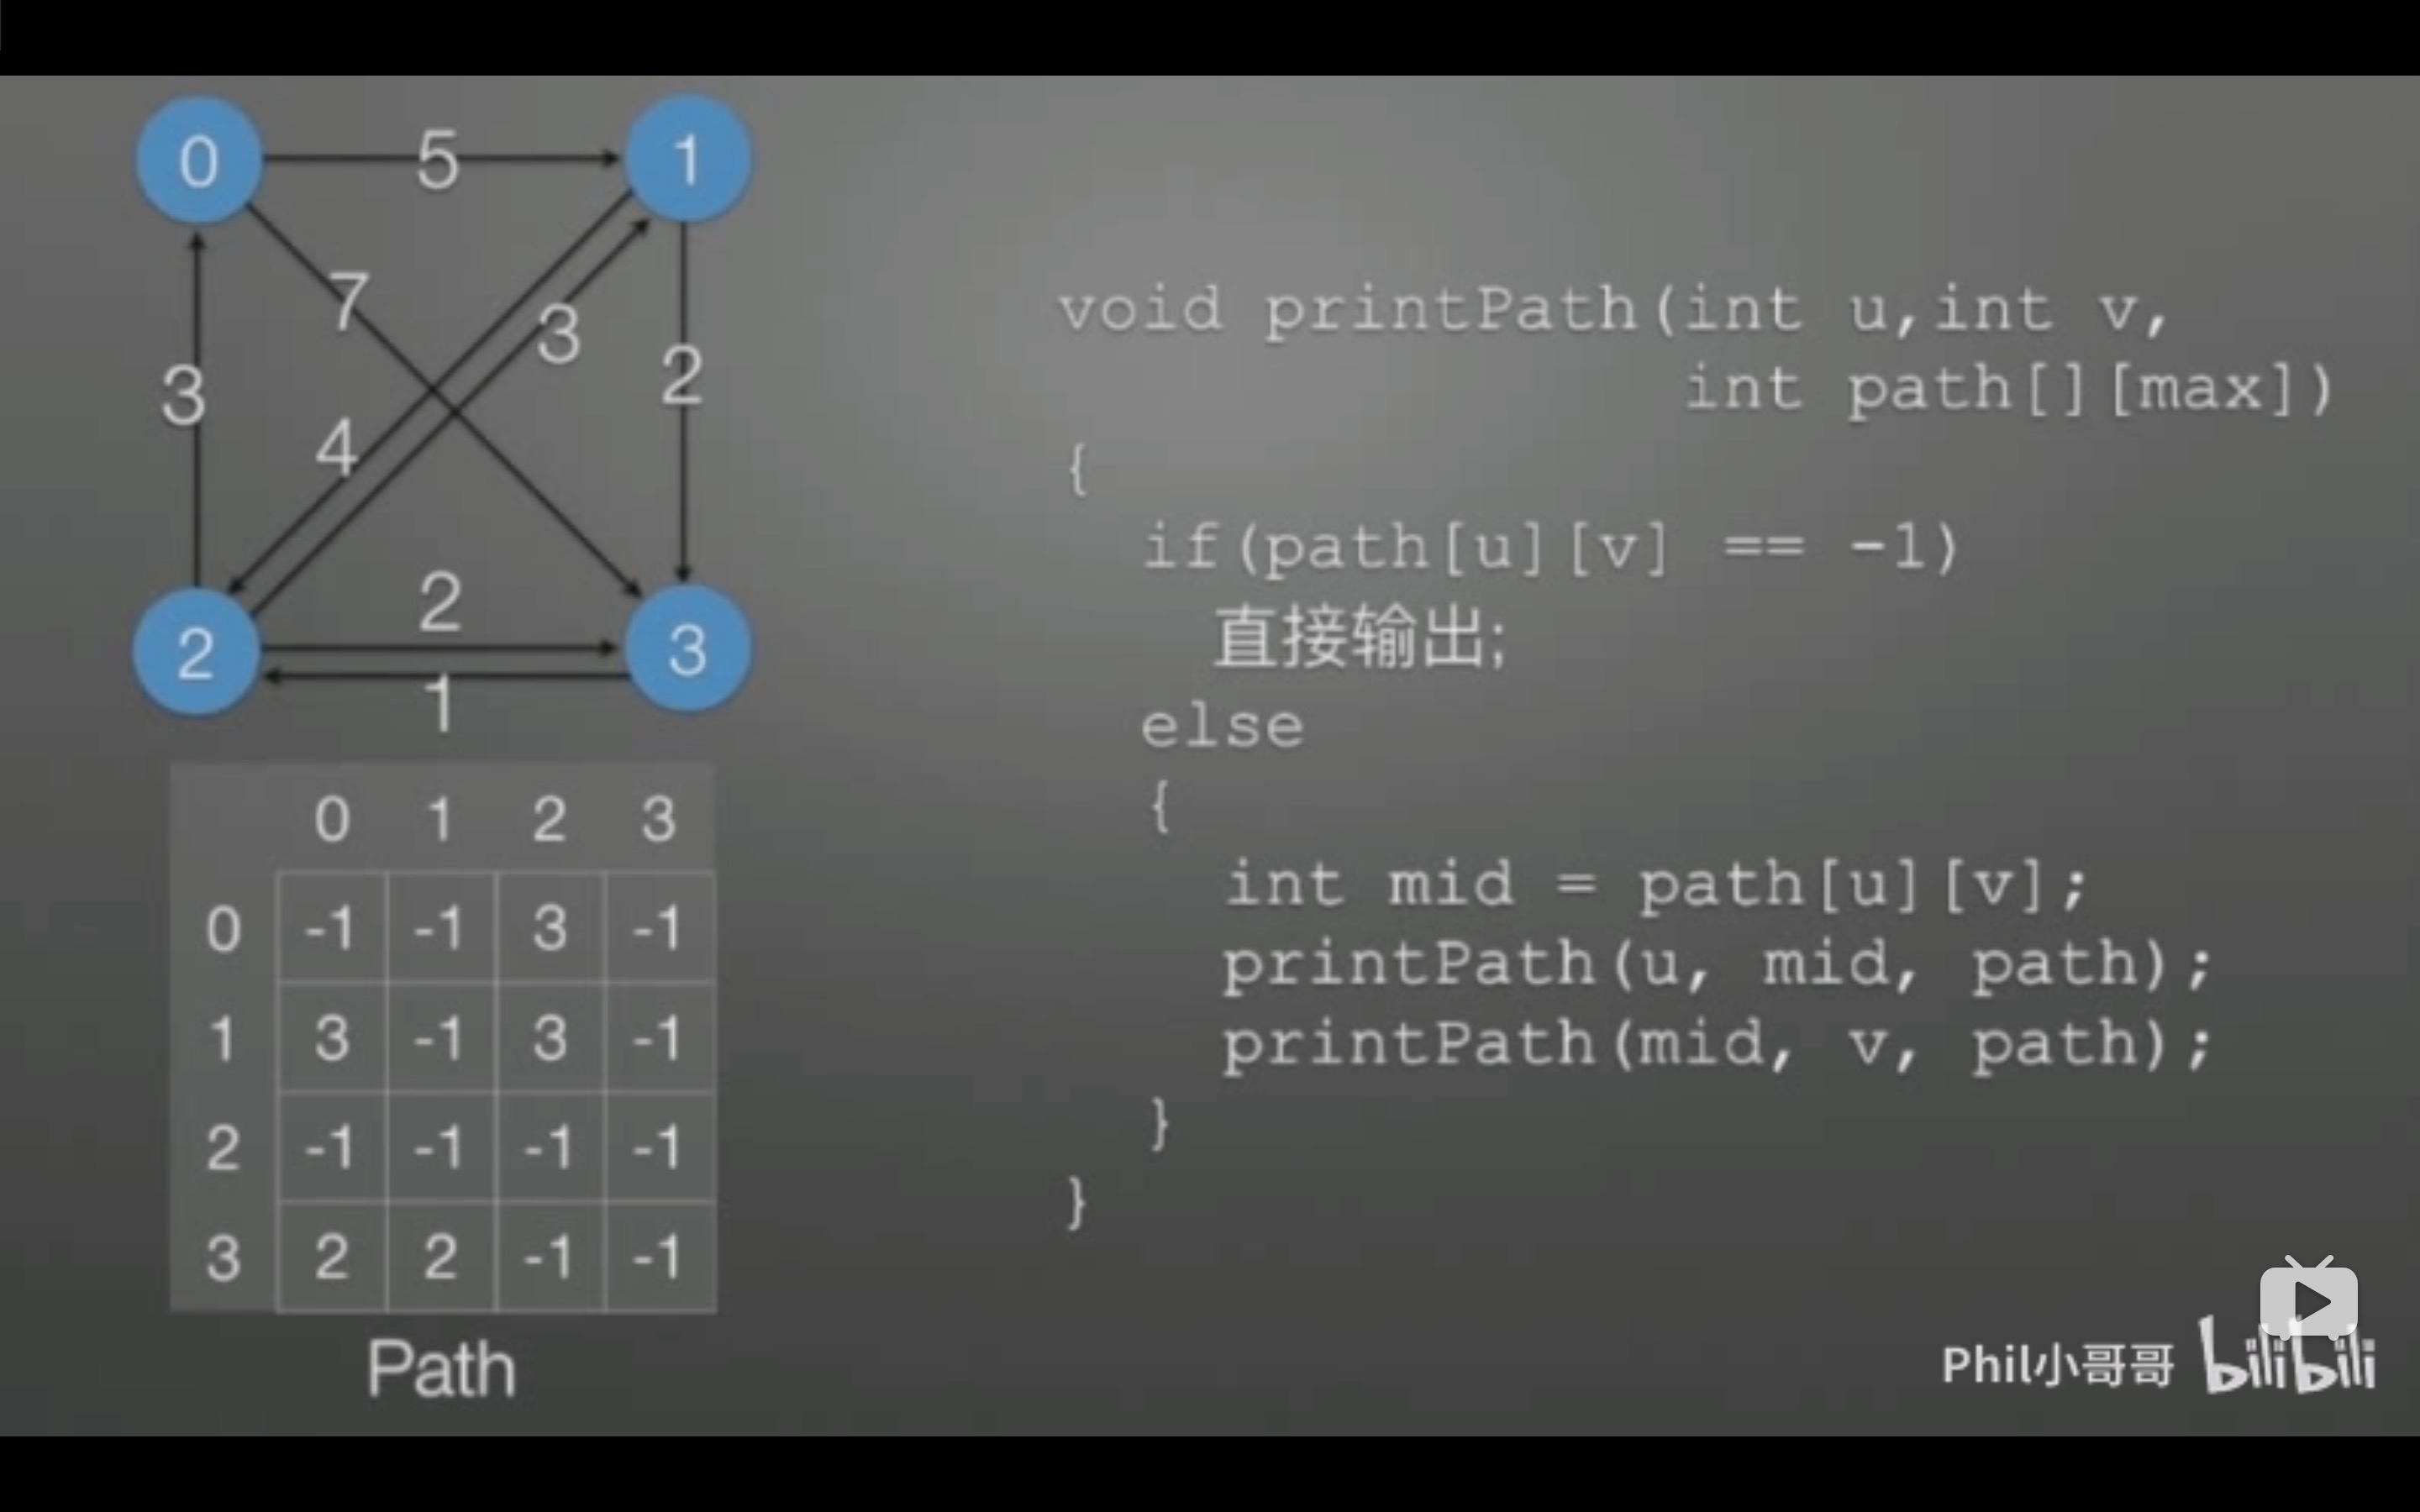 0 5 1
7
3
3 2
4
2
2 3
1
0 1 2 3
0 -1 -1 3 -1
1 3 -1 3 -1
2 -1 -1 -1 -1
3 2 2 -1 -1
Path
void printPath(int u,int v,
int path[][max])
{
if(path[u][v] == -1)
直接输出;
else
{
int mid = path[u][v];
printPath(u, mid, path);
printPath(mid, v, path);
}
}
Phil小哥哥 bilibili